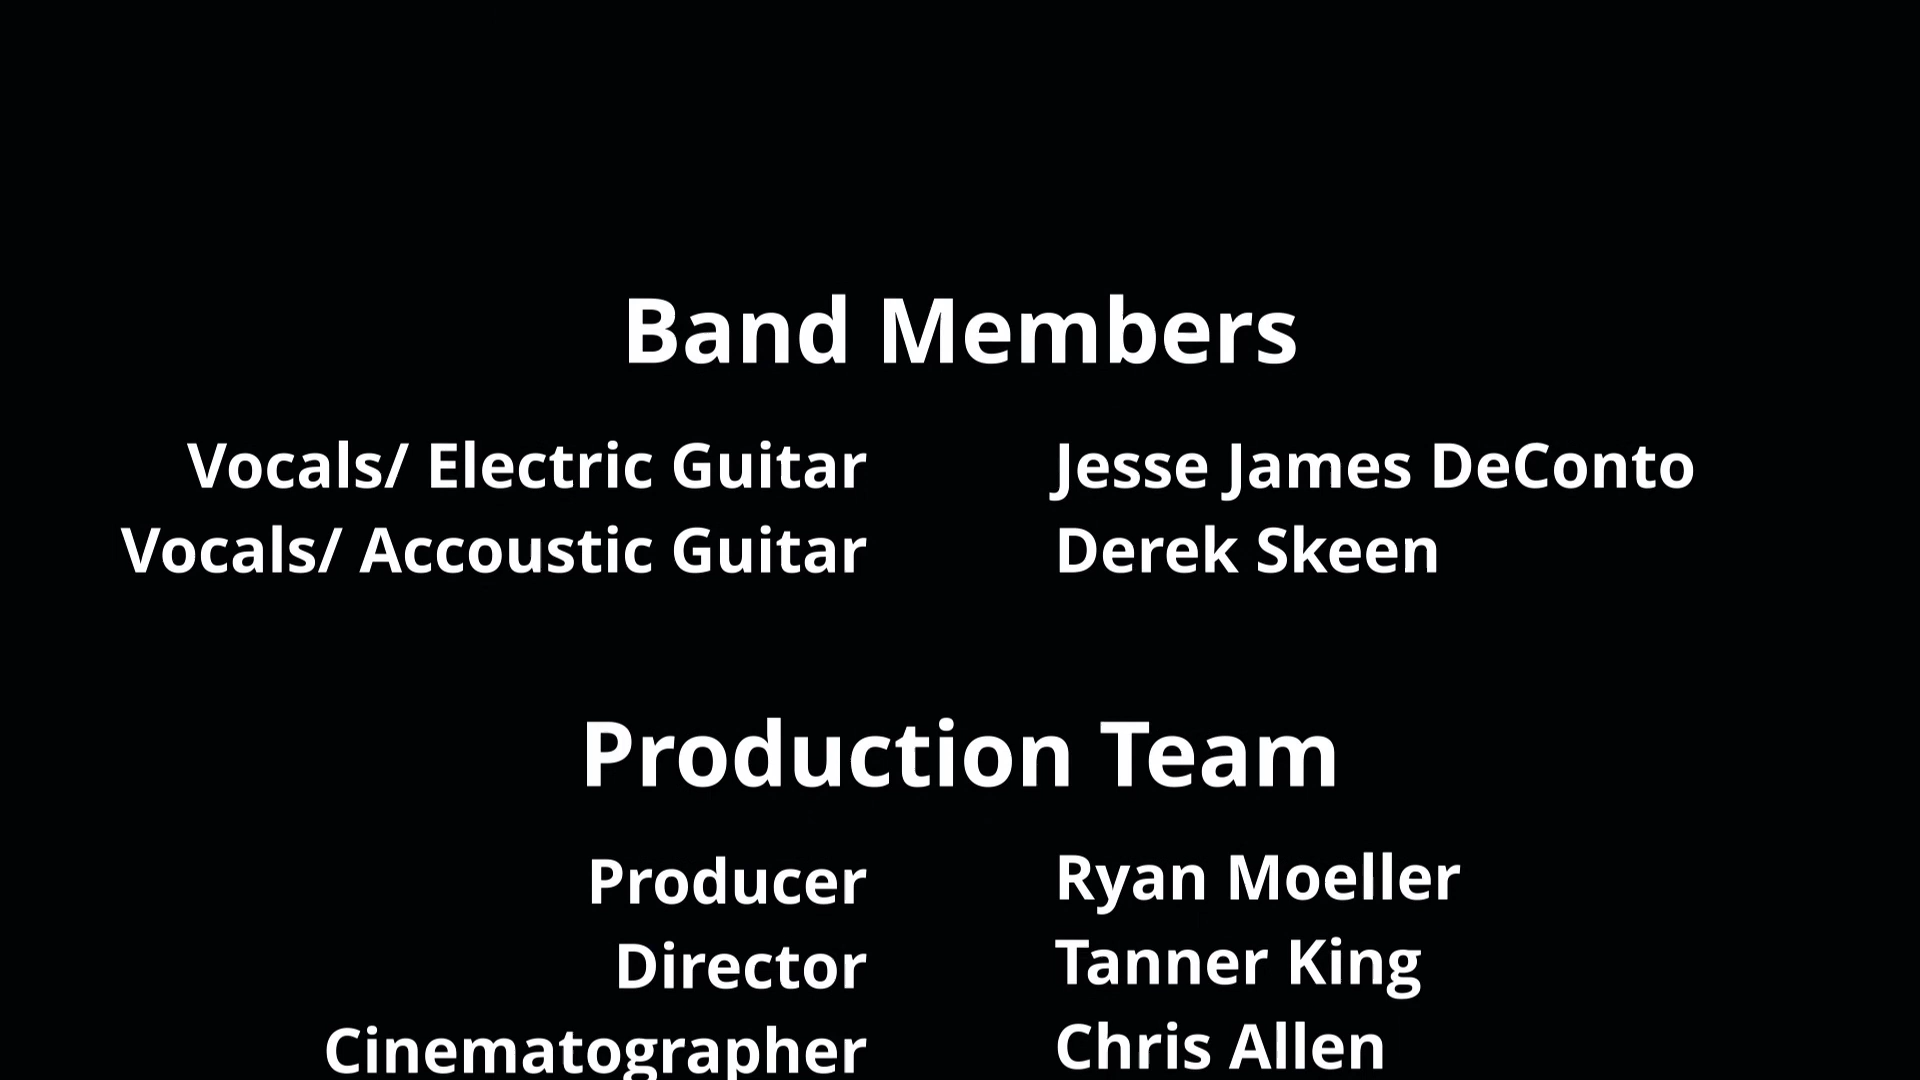 Band Members
Vocals/ Electric Guitar Jesse James DeConto
Vocals/ Accoustic Guitar Derek Skeen
Production Team
Producer Ryan Moeller
Director Tanner King
Cinematographer Chris Allen